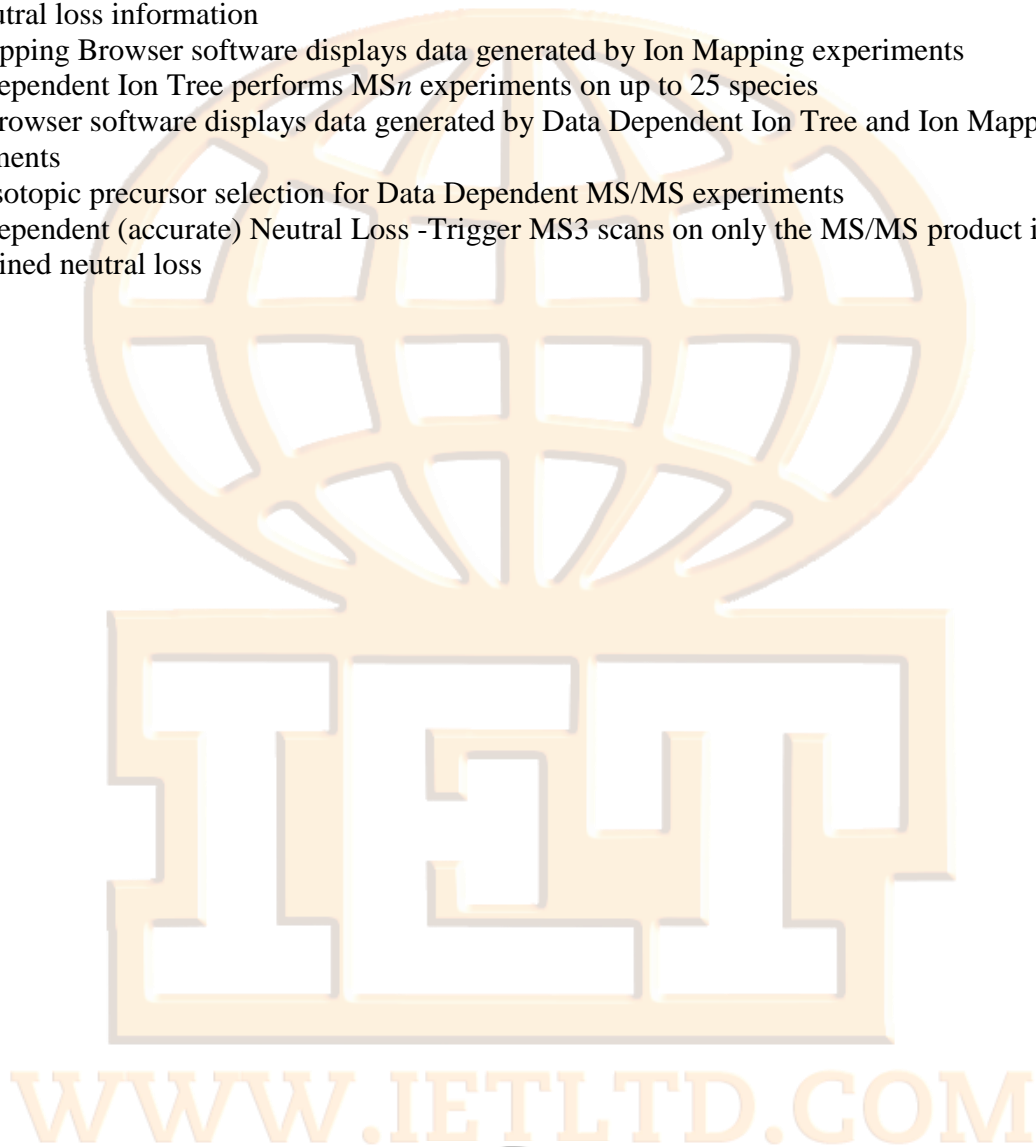 utral loss information
pping Browser software displays data generated by Ion Mapping experiments
ependent Ion Tree performs MSn experiments on up to 25 species
rowser software displays data generated by Data Dependent Ion Tree and Ion Mapp
ments
sotopic precursor selection for Data Dependent MS/MS experiments
ependent (accurate) Neutral Loss -Trigger MS3 scans on only the MS/MS product i
ined neutral loss
IET
WWW.IETLTD.COM